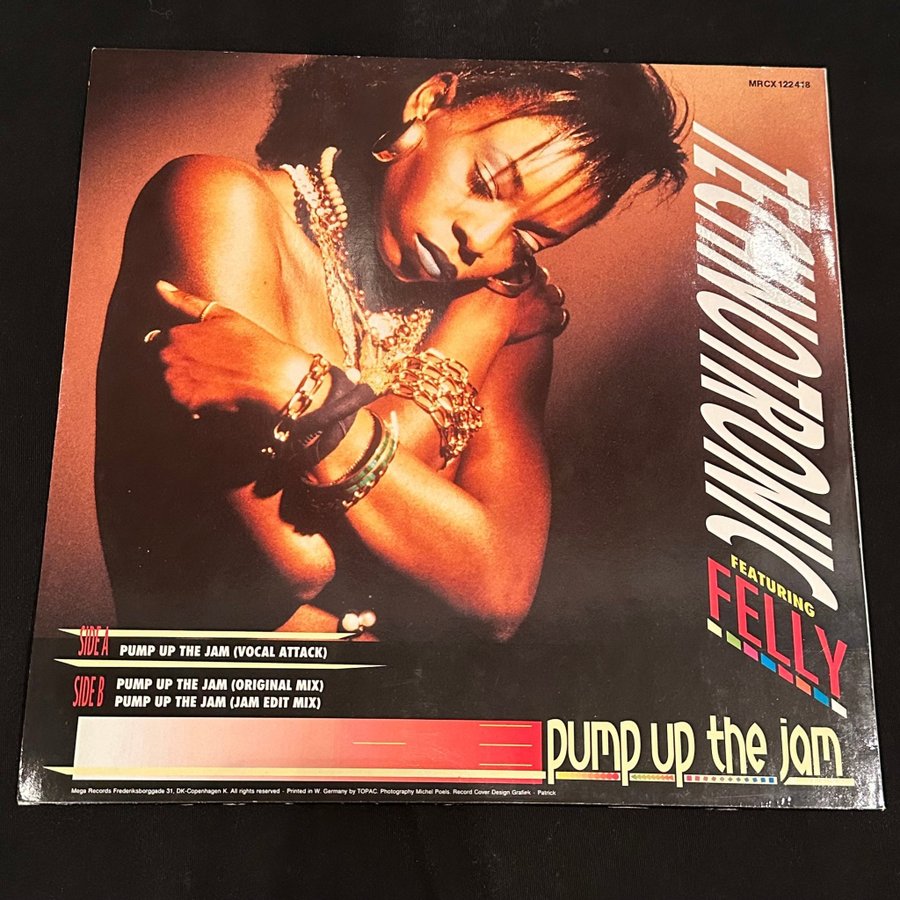 MRCX 122418
TECHNOTRONIC
FEATURING
FELLY
SIDE A
PUMP UP THE JAM (VOCAL ATTACK)
SIDE B
PUMP UP THE JAM (ORIGINAL MIX)
PUMP UP THE JAM (JAM EDIT MIX)
pump up the jam
Mega Records Frederiksborggade 31, DK-Copenhagen K. All rights reserved - Printed in W. Germany by TOPAC. Photography Michel Poels. Record Cover Design Grafiek - Patrick